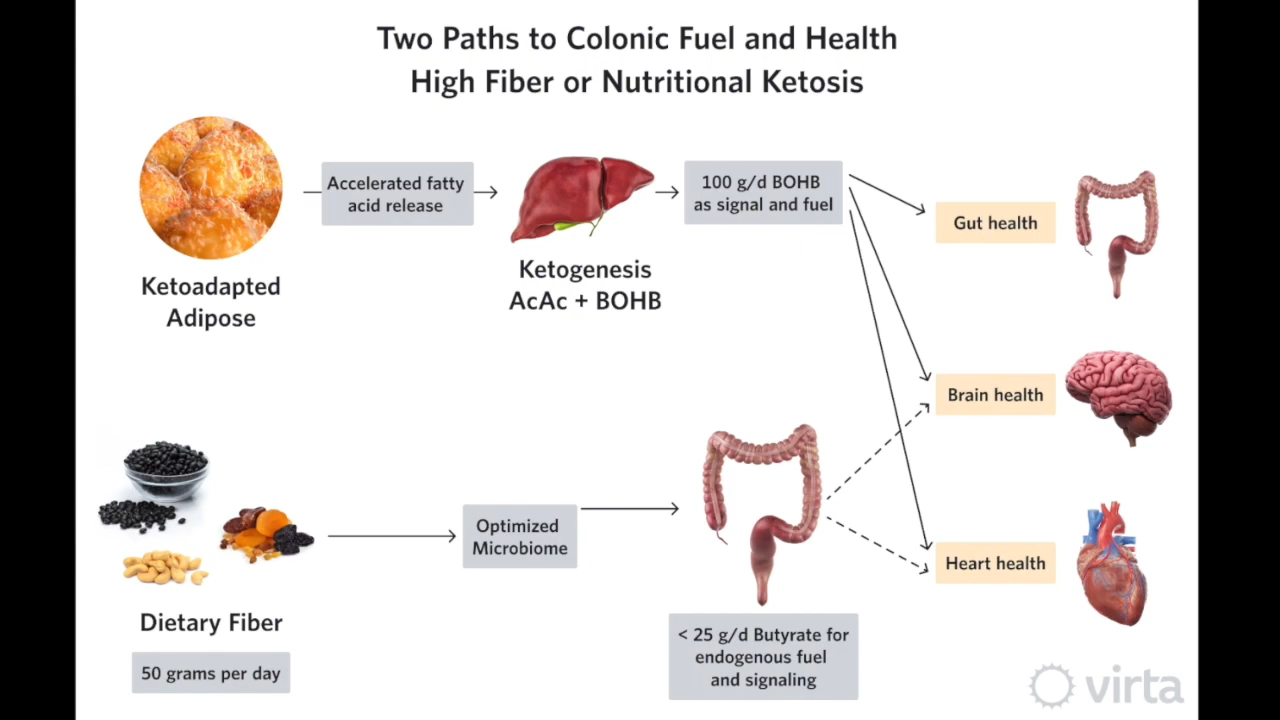 Two Paths to Colonic Fuel and Health
High Fiber or Nutritional Ketosis
Accelerated fatty
acid release
100 g/d BOHB
as signal and fuel
Gut health
Ketoadapted
Adipose
Ketogenesis
AcAc + BOHB
Brain health
Optimized
Microbiome
Heart health
Dietary Fiber
50 grams per day
< 25 g/d Butyrate for
endogenous fuel
and signaling
virta